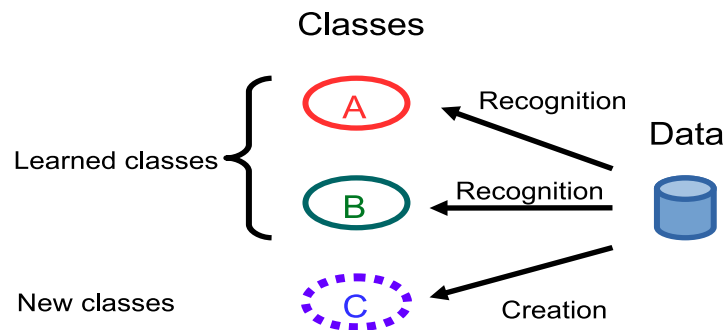 Classes
A
Recognition
Data
Learned classes
B
Recognition
New classes
C
Creation